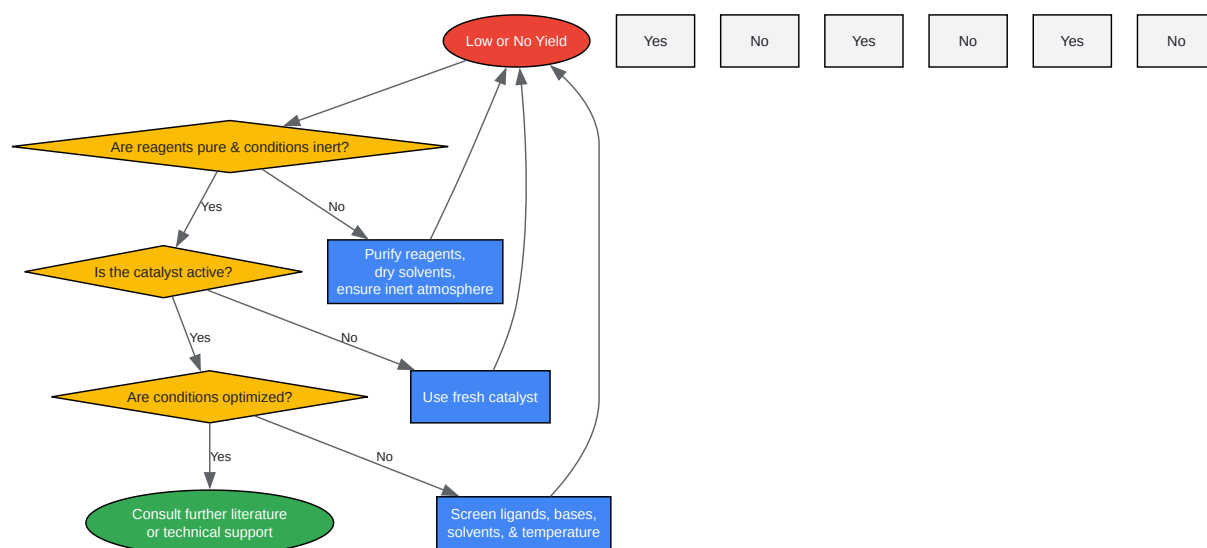 Low or No Yield
Yes
No
Yes
No
Yes
No
Are reagents pure & conditions inert?
Yes
No
Purify reagents,
dry solvents,
ensure inert atmosphere
Is the catalyst active?
Yes
No
Use fresh catalyst
Are conditions optimized?
Yes
No
Consult further literature
or technical support
Screen ligands, bases,
solvents, & temperature